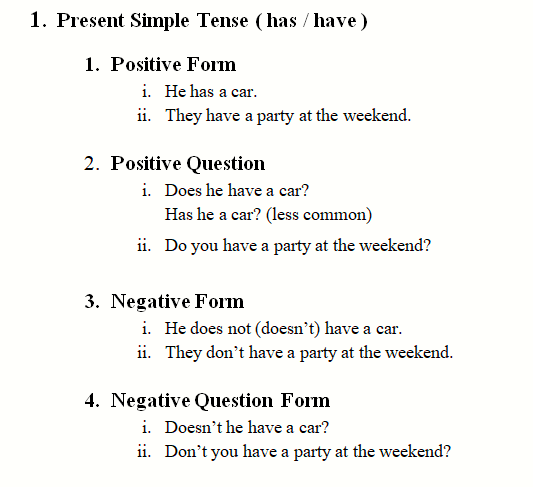 1. Present Simple Tense ( has / have )
1. Positive Form
i. He has a car.
ii. They have a party at the weekend.
2. Positive Question
i. Does he have a car?
Has he a car? (less common)
ii. Do you have a party at the weekend?
3. Negative Form
i. He does not (doesn’t) have a car.
ii. They don’t have a party at the weekend.
4. Negative Question Form
i. Doesn’t he have a car?
ii. Don’t you have a party at the weekend?